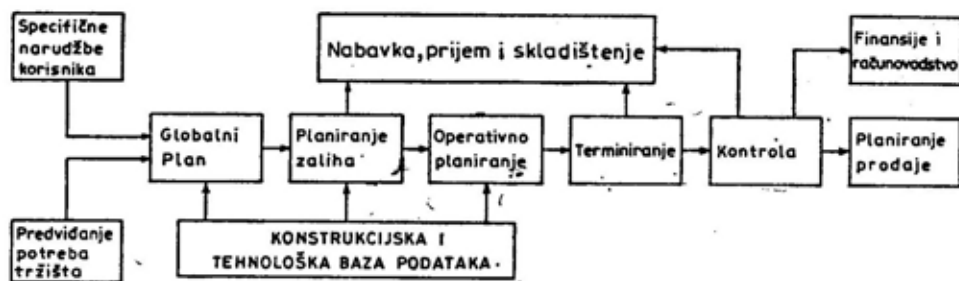 Specifične
narudžbe
korisnika
Nabavka, prijem i skladištenje
Finansije i
računovodstvo
Globalni
Plan
Planiranje
zaliha
Operativno
planiranje
Terminiranje
Kontrola
Planiranje
prodaje
Predviđanje
potreba
tržišta
KONSTRUKCIJSKA I
TEHNOLOŠKA BAZA PODATAKA.